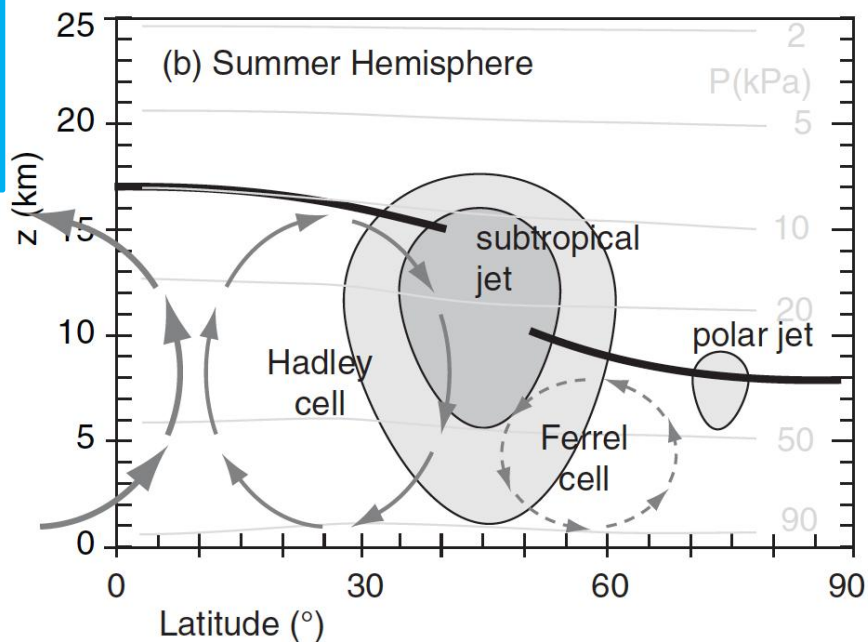 25
(b) Summer Hemisphere
2
P(kPa)
20
5
z (km)
15
subtropical
jet
10
20
10
polar jet
Hadley
cell
5
Ferrel
cell
50
90
0
0
30
60
90
Latitude (°)